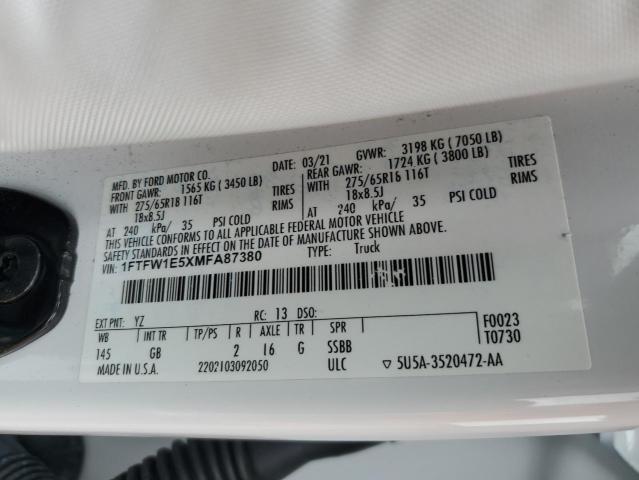 MFD. BY FORD MOTOR CO.
DATE: 03/21 GVWR: 3198 KG ( 7050 LB)
FRONT GAWR: 1565 KG ( 3450 LB) REAR GAWR: 1724 KG ( 3800 LB)
WITH 275/65R18 116T TIRES WITH 275/65R18 116T TIRES
18x8.5J RIMS 18x8.5J RIMS
AT 240 kPa/ 35 PSI COLD AT 240 kPa/ 35 PSI COLD
THIS VEHICLE CONFORMS TO ALL APPLICABLE FEDERAL MOTOR VEHICLE
SAFETY STANDARDS IN EFFECT ON THE DATE OF MANUFACTURE SHOWN ABOVE.
VIN: 1FTFW1E5XMFA87380 TYPE: Truck
EXT PNT: YZ RC: 13 DSO: F0023
WB INT TR TP/PS R AXLE TR SPR T0730
145 GB 2 16 G SSBB
MADE IN U.S.A. 2202103092050 ULC ▽ 5U5A-3520472-AA